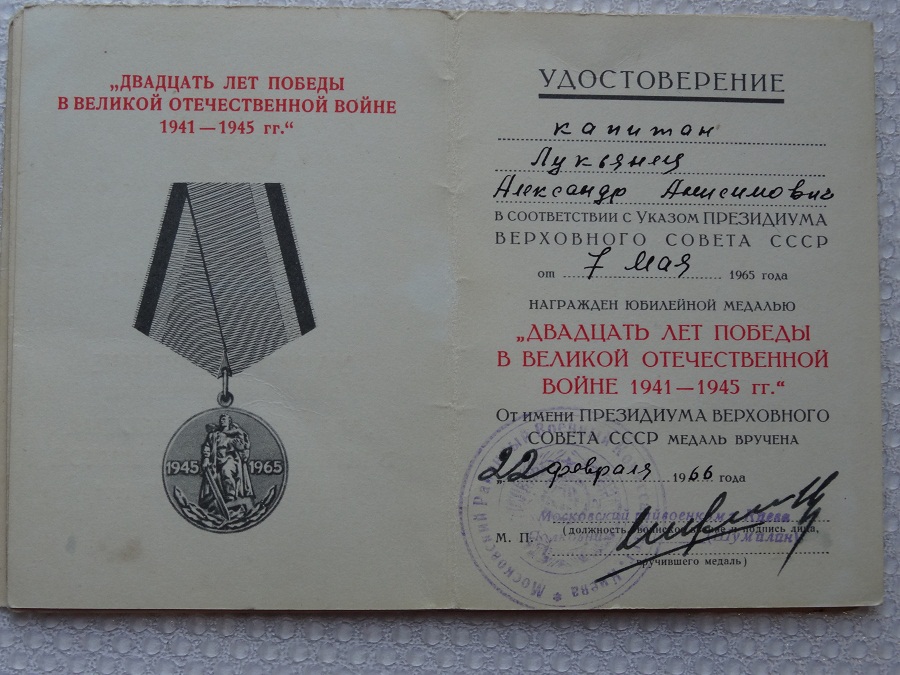 „ДВАДЦАТЬ ЛЕТ ПОБЕДЫ
В ВЕЛИКОЙ ОТЕЧЕСТВЕННОЙ ВОЙНЕ
1941—1945 гг.“
1945 1965
УДОСТОВЕРЕНИЕ
капитан
Лукьянец
Александр Анисимович
В СООТВЕТСТВИИ С УКАЗОМ ПРЕЗИДИУМА
ВЕРХОВНОГО СОВЕТА СССР
от 7 мая 1965 года
НАГРАЖДЕН ЮБИЛЕЙНОЙ МЕДАЛЬЮ
„ДВАДЦАТЬ ЛЕТ ПОБЕДЫ
В ВЕЛИКОЙ ОТЕЧЕСТВЕННОЙ
ВОЙНЕ 1941—1945 гг.“
От имени ПРЕЗИДИУМА ВЕРХОВНОГО
СОВЕТА СССР МЕДАЛЬ ВРУЧЕНА
„22 февраля 1966 года
Московский райвоенком г. Киева
(должность, воинское звание и подпись лица,
М. П.
вручившего медаль)